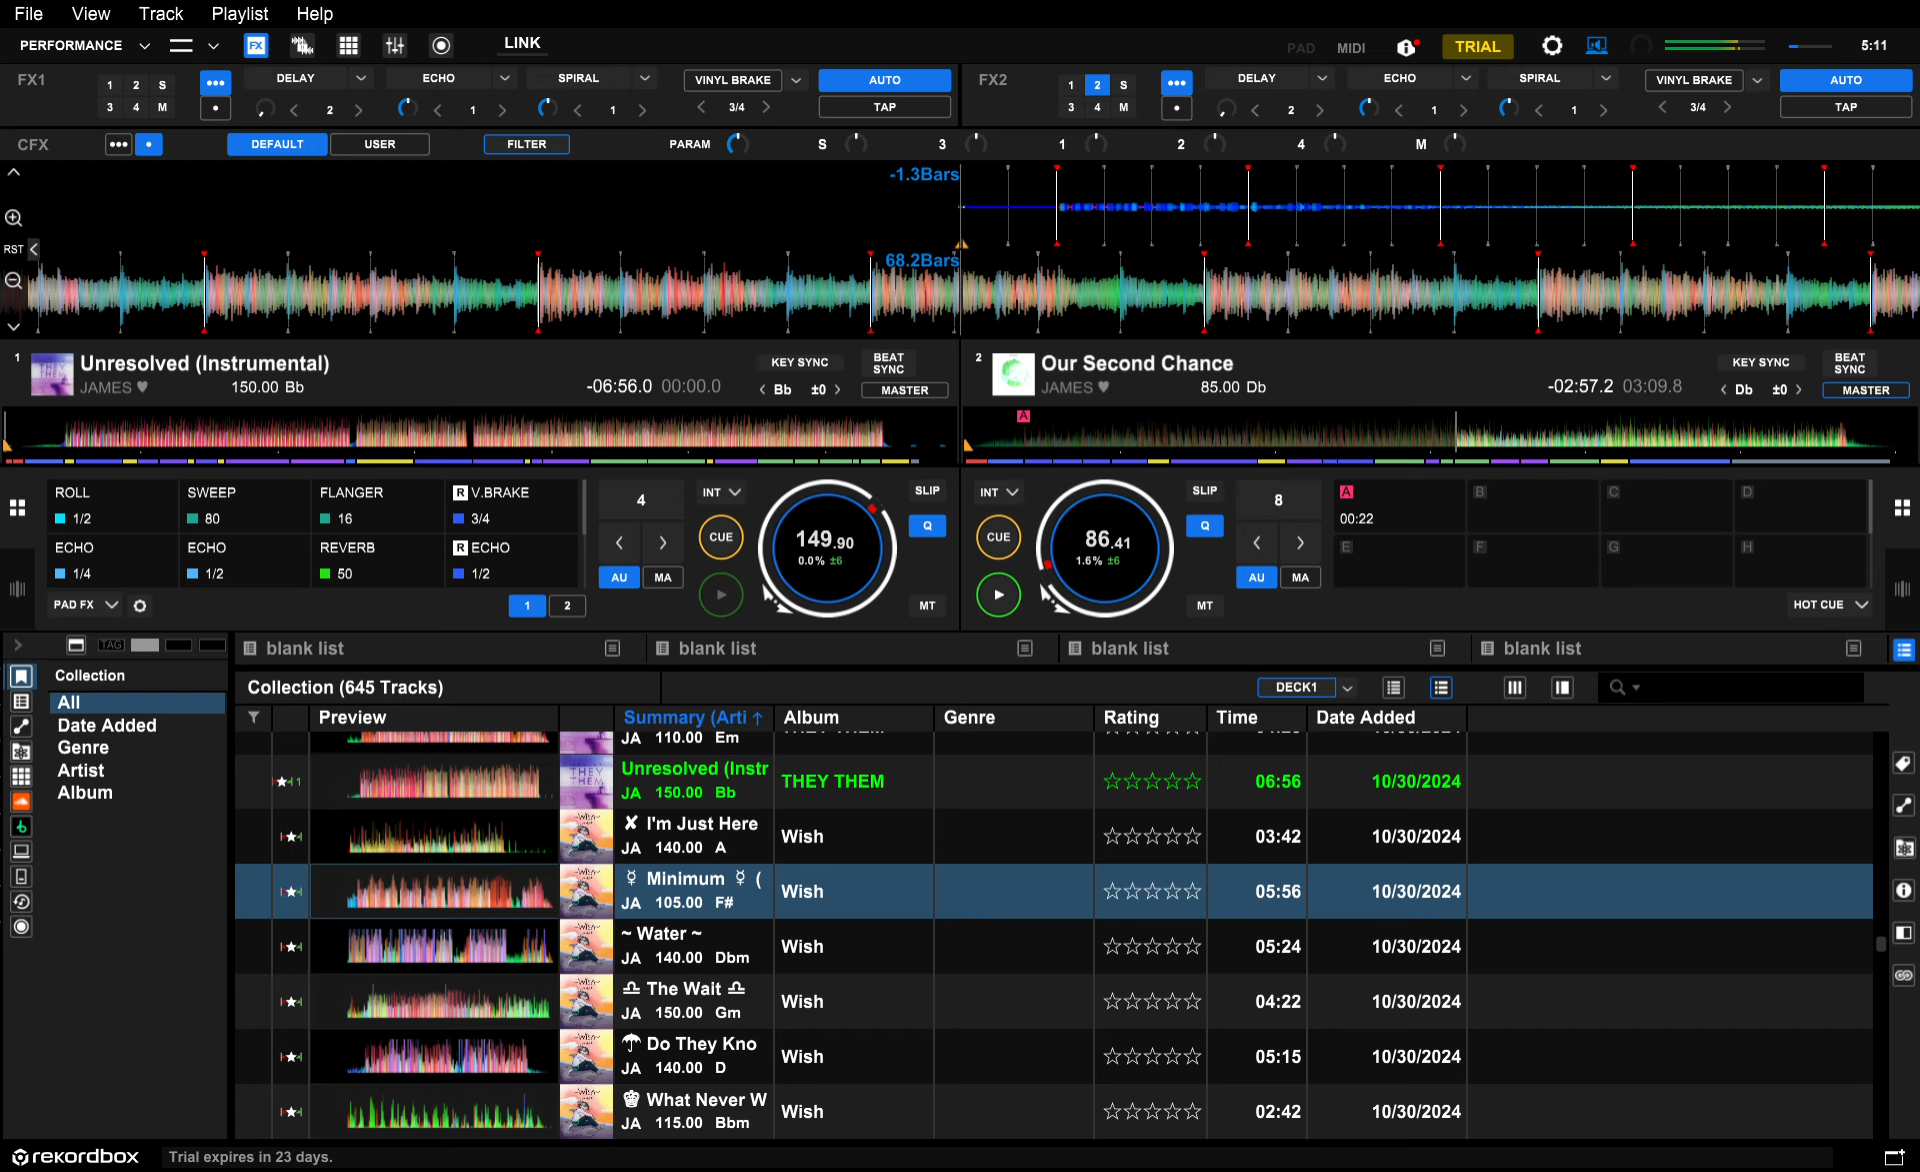 File View Track Playlist Help
PERFORMANCE FX LINK PAD MIDI TRIAL 5:11
FX1 1 2 S DELAY ECHO SPIRAL VINYL BRAKE AUTO
3 4 M 2 1 1 3/4 TAP
FX2 1 2 S DELAY ECHO SPIRAL VINYL BRAKE AUTO
3 4 M 2 1 1 3/4 TAP
CFX DEFAULT USER FILTER PARAM S 3 1 2 4 M
-1.3Bars
RST
68.2Bars
1 Unresolved (Instrumental) KEY SYNC BEAT SYNC
JAMES ♥ 150.00 Bb -06:56.0 00:00.0 Bb ±0 MASTER
2 Our Second Chance KEY SYNC BEAT SYNC
JAMES ♥ 85.00 Db -02:57.2 03:09.8 Db ±0 MASTER
A
ROLL SWEEP FLANGER R V.BRAKE
1/2 80 16 3/4
ECHO ECHO REVERB R ECHO
1/4 1/2 50 1/2
PAD FX 1 2
4 INT SLIP
CUE Q
149.90
0.0% ±6
AU MA
MT
INT SLIP 8
CUE Q
86.41
1.6% ±6
AU MA
MT
A B C D
00:22
E F G H
HOT CUE
TAG blank list blank list blank list blank list
Collection
All
Date Added
Genre
Artist
Album
Collection (645 Tracks) DECK1
Preview Summary (Arti ↑ Album Genre Rating Time Date Added
JA 110.00 Em
1 Unresolved (Instr THEY THEM ☆☆☆☆☆ 06:56 10/30/2024
JA 150.00 Bb
✘ I'm Just Here Wish ☆☆☆☆☆ 03:42 10/30/2024
JA 140.00 A
☿ Minimum ☿ ( Wish ☆☆☆☆☆ 05:56 10/30/2024
JA 105.00 F#
~ Water ~ Wish ☆☆☆☆☆ 05:24 10/30/2024
JA 140.00 Dbm
♎ The Wait ♎ Wish ☆☆☆☆☆ 04:22 10/30/2024
JA 150.00 Gm
☂ Do They Kno Wish ☆☆☆☆☆ 05:15 10/30/2024
JA 140.00 D
♚ What Never W Wish ☆☆☆☆☆ 02:42 10/30/2024
JA 115.00 Bbm
rekordbox Trial expires in 23 days.